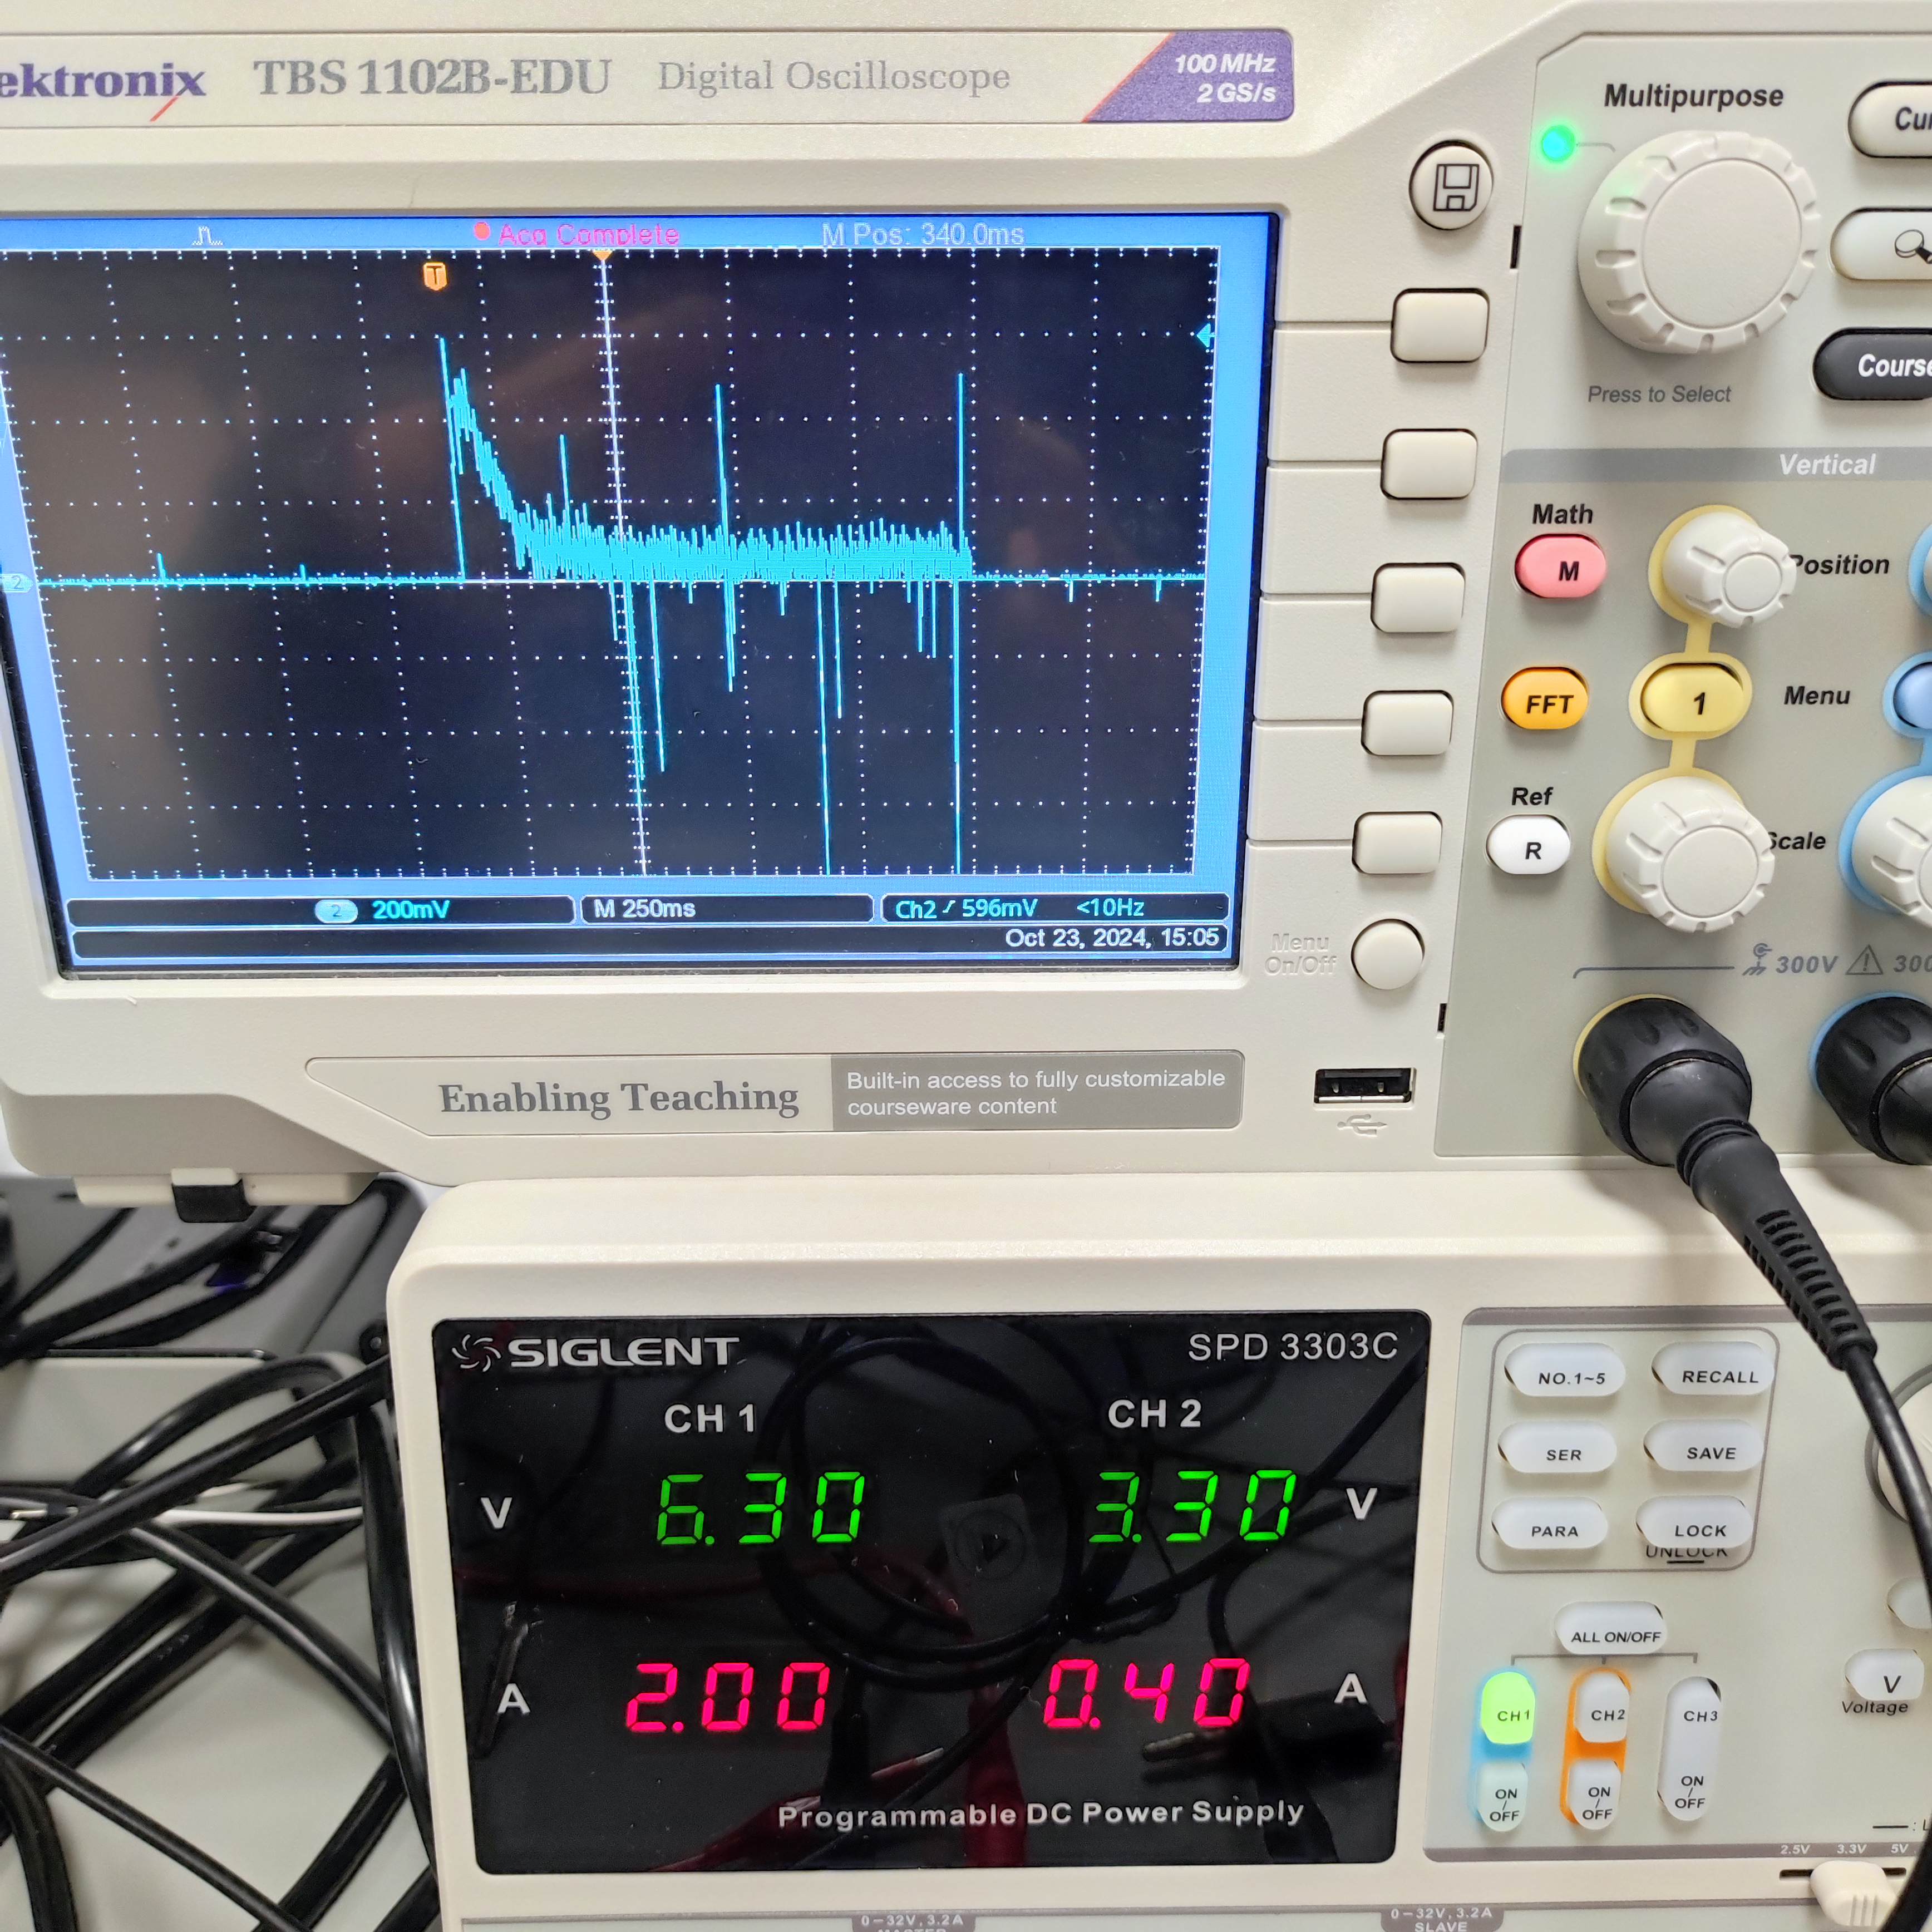 ektronix TBS 1102B-EDU Digital Oscilloscope
100 MHz
2 GS/s
Multipurpose
Press to Select
Acq Complete M Pos: 340.0ms
T
2
2 200mV M 250ms Ch2 596mV <10Hz
Oct 23, 2024, 15:05
Vertical
Math
M
Position
FFT
1
Menu
Ref
R
Scale
Menu
On/Off
300V
Enabling Teaching
Built-in access to fully customizable
courseware content
SIGLENT SPD 3303C
CH 1 CH 2
V 6.30 3.30 V
A 2.00 0.40 A
Programmable DC Power Supply
NO.1~5 RECALL
SER SAVE
PARA LOCK
UNLOCK
ALL ON/OFF
CH1 CH2 CH3
ON/OFF ON/OFF ON/OFF
V
Voltage
2.5V 3.3V 5V
0-32V, 3.2A 0-32V, 3.2A
MASTER SLAVE